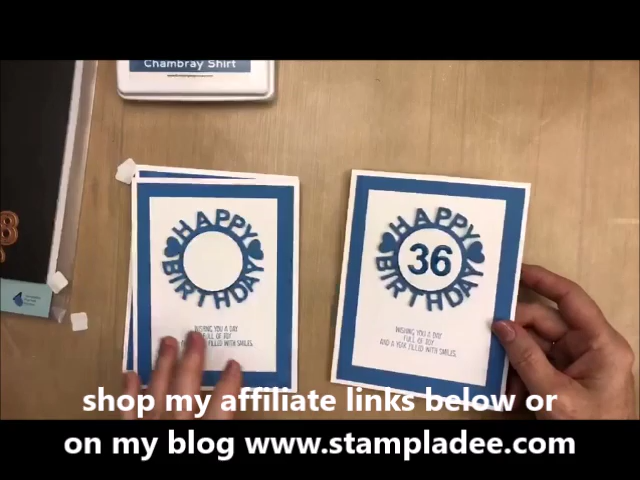 Chambray Shirt
B
HAPPY
BIRTHDAY
WISHING YOU A DAY
FULL OF JOY
AND A YEAR FILLED WITH SMILES.
HAPPY
36
BIRTHDAY
WISHING YOU A DAY
FULL OF JOY
AND A YEAR FILLED WITH SMILES.
shop my affiliate links below or
on my blog www.stampladee.com